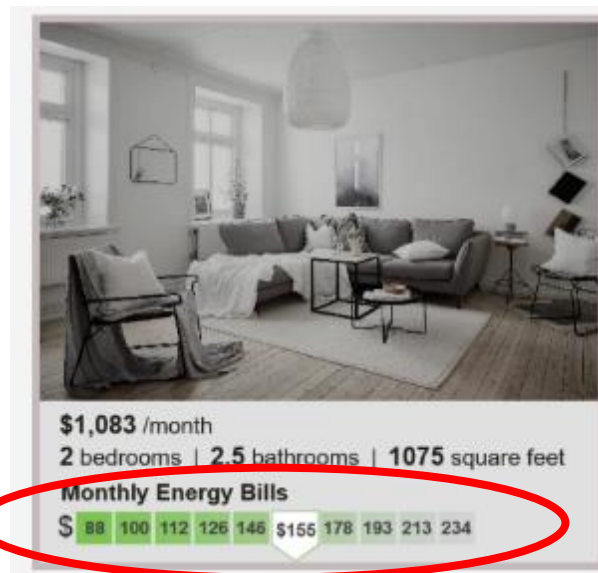 $1,083 /month
2 bedrooms | 2.5 bathrooms | 1075 square feet
Monthly Energy Bills
$ 88 100 112 126 146 $155 178 193 213 234